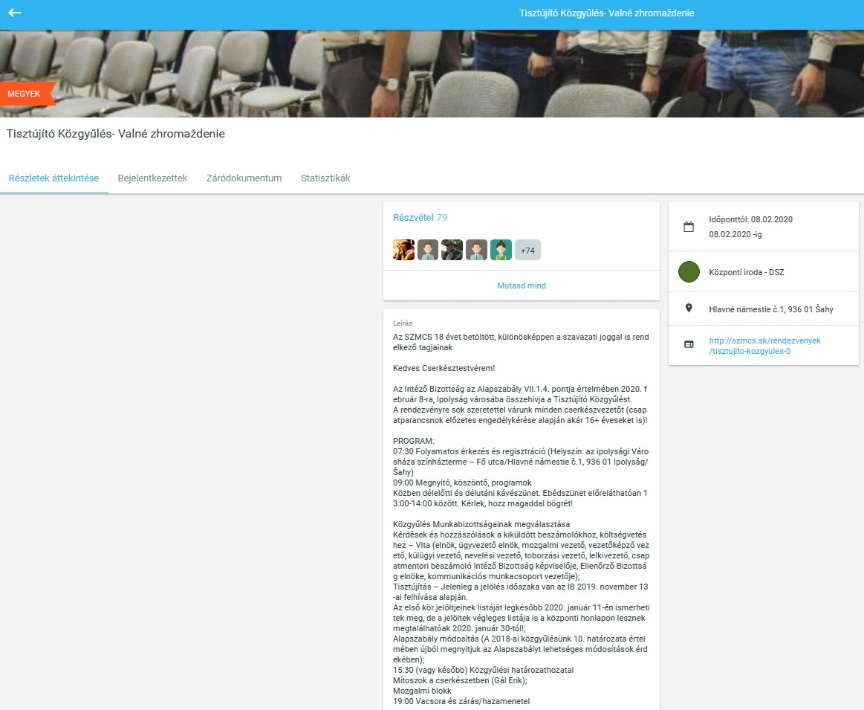 Tisztújító Közgyűlés- Valné zhromaždenie
MEGYEK
Tisztújító Közgyűlés- Valné zhromaždenie
Részletek áttekintése
Bejelentkezettek
Záródokumentum
Statisztikák
Részvétel 79
+74
Mutasd mind
Leírás
Az SZMCS 18 évet betöltött, különösképpen a szavazati joggal is rend
elkező tagjainak
Kedves Cserkésztestvérem!
Az Intéző Bizottság az Alapszabály VII.1.4. pontja értelmében 2020. f
ebruár 8-ra, Ipolyság városába összehívja a Tisztújító Közgyűlést.
A rendezvényre sok szeretettel várunk minden cserkészvezetőt (csap
atparancsnok előzetes engedélykérése alapján akár 16+ éveseket is)!
PROGRAM:
07:30 Folyamatos érkezés és regisztráció (Helyszín: az ipolysági Váro
sháza színházterme – Fő utca/Hlavné námestie č.1, 936 01 Ipolyság/
Šahy)
09:00 Megnyitó, köszöntő, programok
Közben délelőtti és délutáni kávészünet. Ebédszünet előreláthatóan 1
3:00-14:00 között. Kérlek, hozz magaddal bögrét!
Közgyűlés Munkabizottságainak megválasztása
Kérdések és hozzászólások a kiküldött beszámolókhoz, költségvetés
hez – Vita (elnök, ügyvezető elnök, mozgalmi vezető, vezetőképző vez
ető, külügyi vezető, nevelési vezető, toborzási vezető, lelkivezető, csap
atmentori beszámoló Intéző Bizottság képviselője, Ellenőrző Bizottsá
g elnöke, kommunikációs munkacsoport vezetője);
Tisztújítás – Jelenleg a jelölés időszaka van az IB 2019. november 13
-ai felhívása alapján.
Az első kör jelöltjeinek listáját legkésőbb 2020. január 11-én ismerheti
tek meg, de a jelöltek végleges listája is a központi honlapon lesznek
megtalálhatóak 2020. január 30-tól!;
Alapszabály módosítás (A 2018-ai közgyűlésünk 10. határozata értel
mében újból megnyitjuk az Alapszabályt lehetséges módosítások érd
ekében);
15:30 (vagy később) Közgyűlési határozathozatal
Mítoszok a cserkészetben (Gál Erik);
Mozgalmi blokk
19:00 Vacsora és zárás/hazamenetel
Időponttól: 08.02.2020
08.02.2020 -ig
Központi iroda - DSZ
Hlavné námestie č.1, 936 01 Šahy
http://szmcs.sk/rendezvenyek
/tisztujito-kozgyules-0